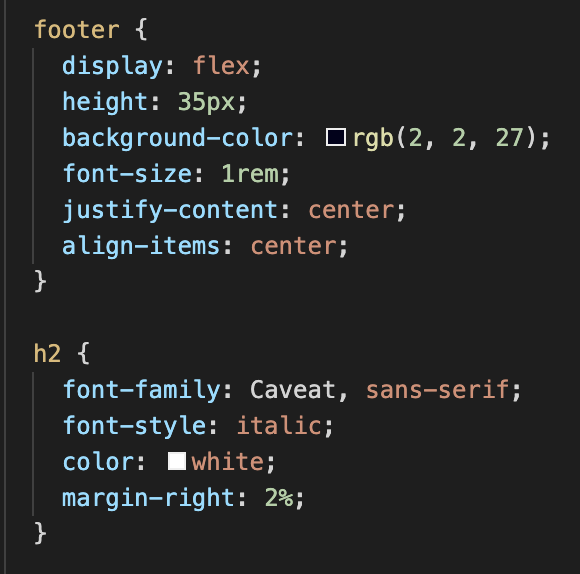 footer {
  display: flex;
  height: 35px;
  background-color: rgb(2, 2, 27);
  font-size: 1rem;
  justify-content: center;
  align-items: center;
}

h2 {
  font-family: Caveat, sans-serif;
  font-style: italic;
  color: white;
  margin-right: 2%;
}